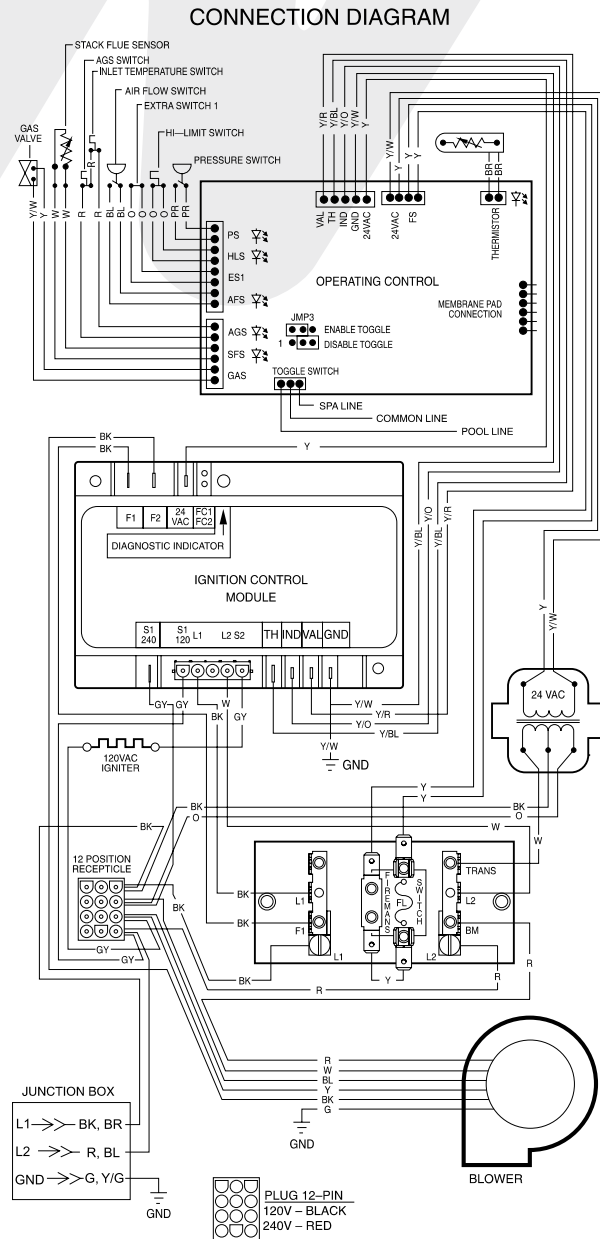 CONNECTION DIAGRAM
STACK FLUE SENSOR
AGS SWITCH
INLET TEMPERATURE SWITCH
AIR FLOW SWITCH
EXTRA SWITCH 1
HI—LIMIT SWITCH
PRESSURE SWITCH
GAS
VALVE
Y/W
Y
W
W
R
R
R
BL
BL
O
O
O
O
PR
PR
Y/R
Y/BL
Y/O
Y/W
Y
Y/W
Y
Y
Y
BR
BR
VAL
TH
IND
GND
24VAC
24VAC
FS
THERMISTOR
PS
HLS
ES1
AFS
AGS
SFS
GAS
OPERATING CONTROL
MEMBRANE PAD
CONNECTION
JMP3
ENABLE TOGGLE
1 DISABLE TOGGLE
TOGGLE SWITCH
SPA LINE
COMMON LINE
POOL LINE
BK
BK
Y
F1 F2 24 VAC FC1 FC2
DIAGNOSTIC INDICATOR
IGNITION CONTROL
MODULE
S1 240 S1 120 L1 L2 S2 TH IND VAL GND
Y/BL
Y/O
Y/BL
Y/R
Y
Y/W
24 VAC
GY GY BK W GY
Y/W
Y/R
Y/O
Y/BL
Y/W
GND
120VAC
IGNITER
Y
Y
BK
O
BK
O
BK
W
W
12 POSITION
RECEPTICLE
BK
GY
GY
BK
BK
BK
R
L1
F1
L1
FIREMANS
SWITCH
FL
TRANS
L2
BM
L2
Y
R
R
R
W
BL
Y
BK
G
GND
BLOWER
JUNCTION BOX
L1 BK, BR
L2 R, BL
GND G, Y/G
GND
PLUG 12–PIN
120V – BLACK
240V – RED